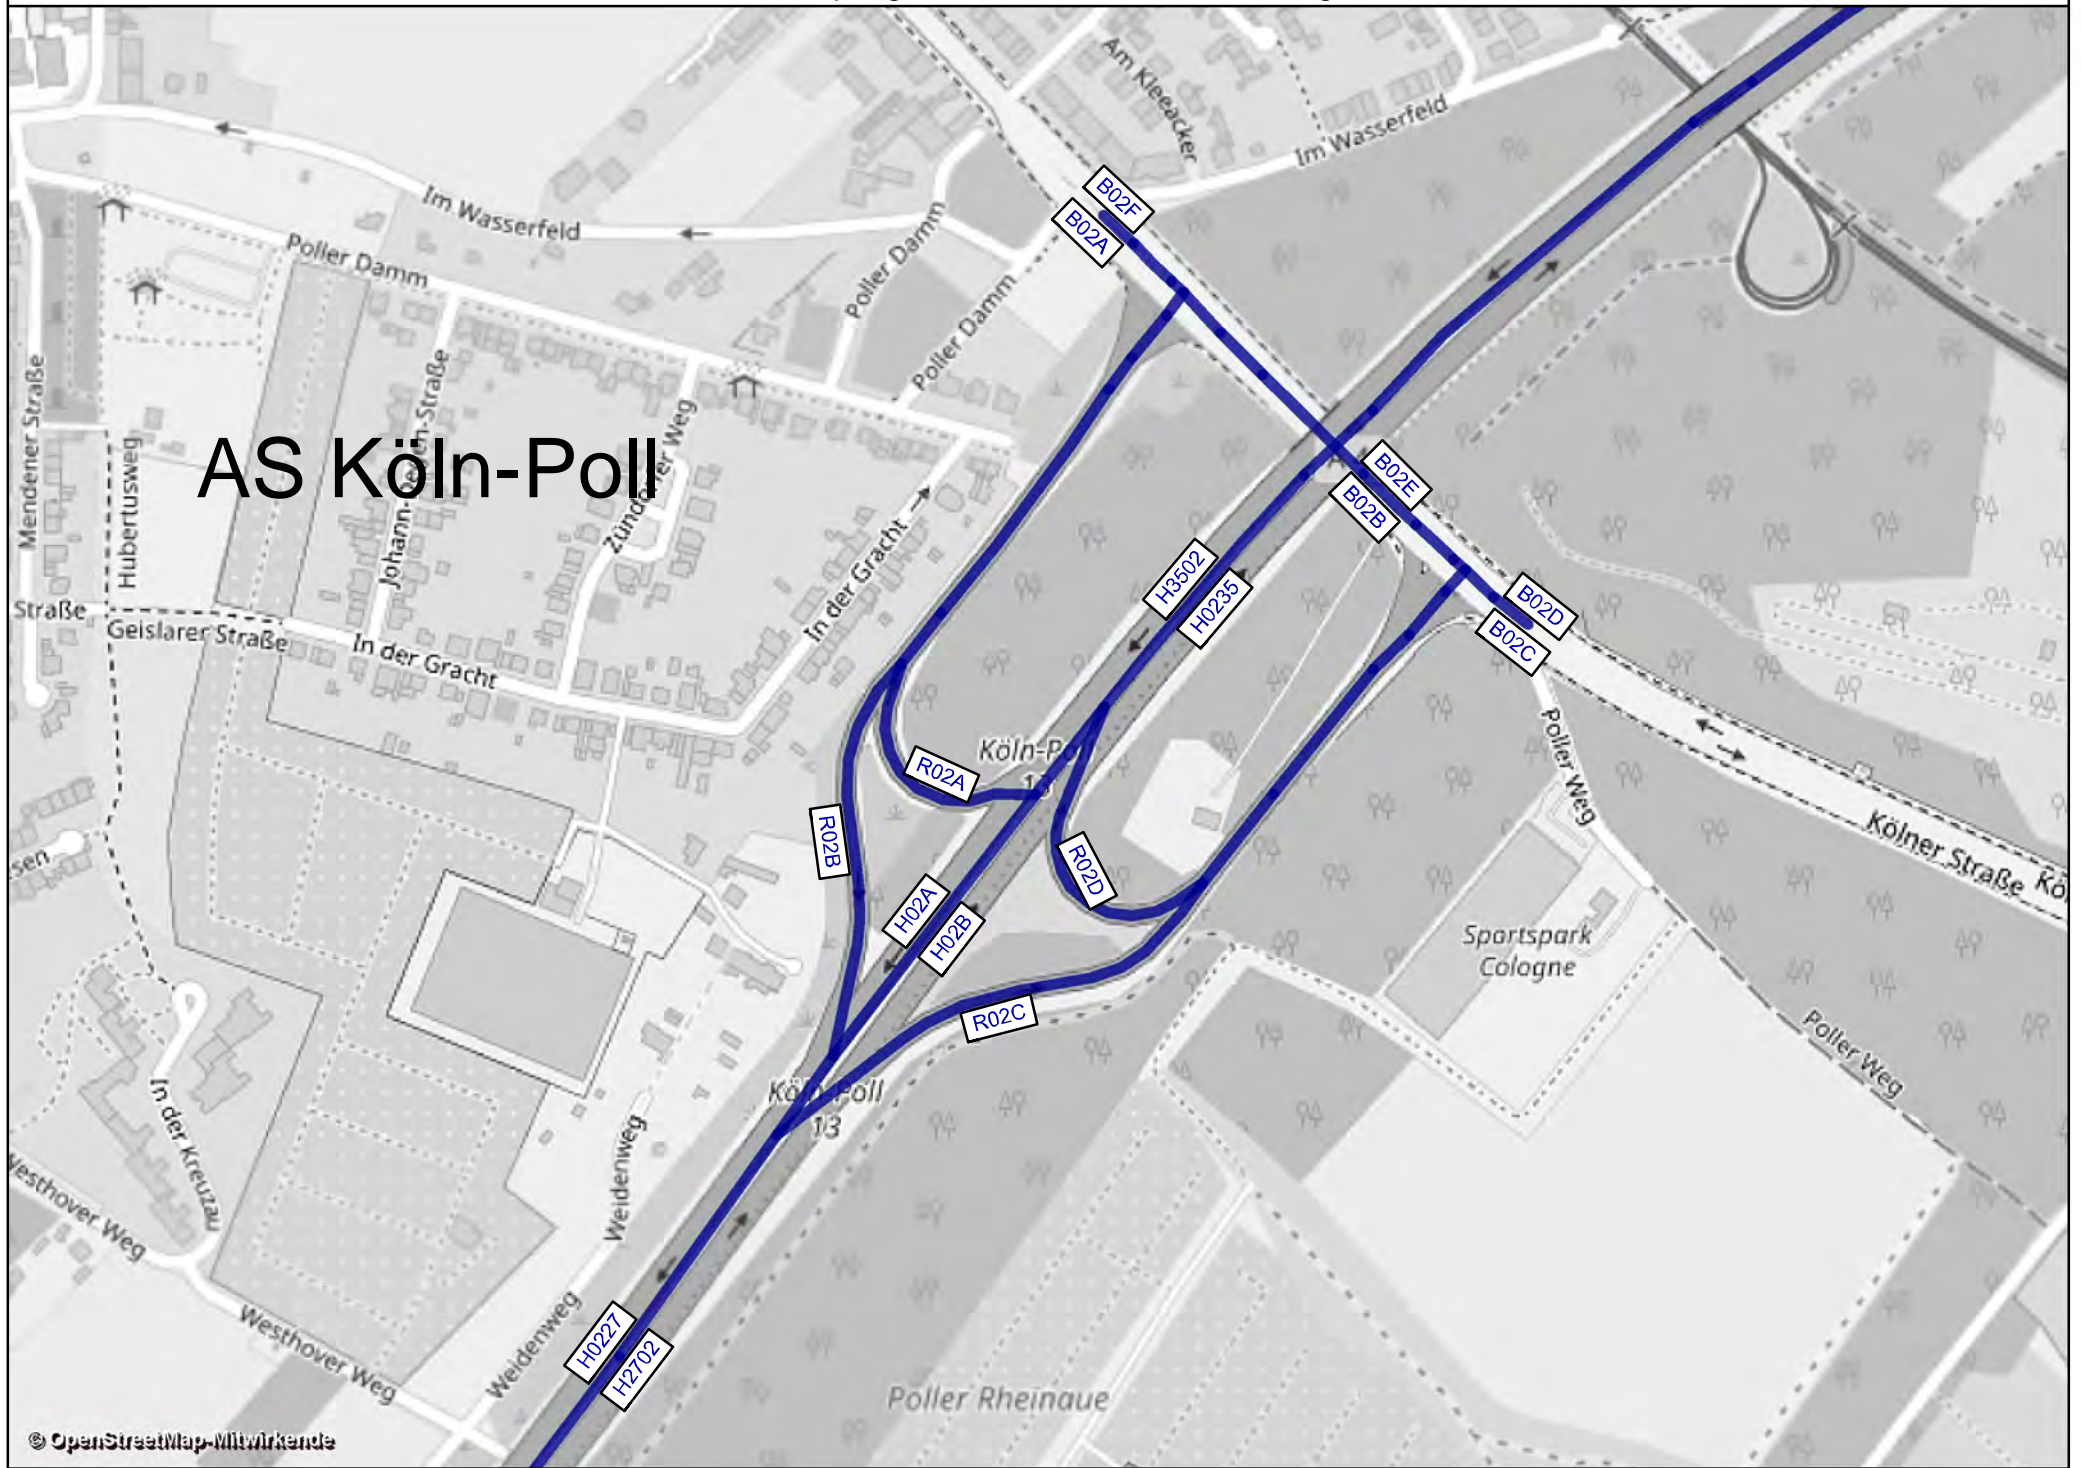 Am Kleeacker
Im Wasserfeld
Im Wasserfeld
B02F
B02A
Poller Damm
Poller Damm
Poller Damm
Mendener Straße
Hubertusweg
AS Köln-Poll
Zündorfer Weg
In der Gracht
B02E
B02B
H3502
H0235
B02D
B02C
Straße
Geislarer Straße
In der Gracht
Poller Weg
Köln-Poll
13
R02A
R02B
R02D
Kölner Straße
Kö
sen
H02A
H02B
Sportspark
Cologne
R02C
Poller Weg
Köln-Poll
13
In der Kreuzau
Weidenweg
Westhover Weg
Weidenweg
Westhover Weg
H0227
H2702
Poller Rheinaue
© OpenStreetMap-Mitwirkende